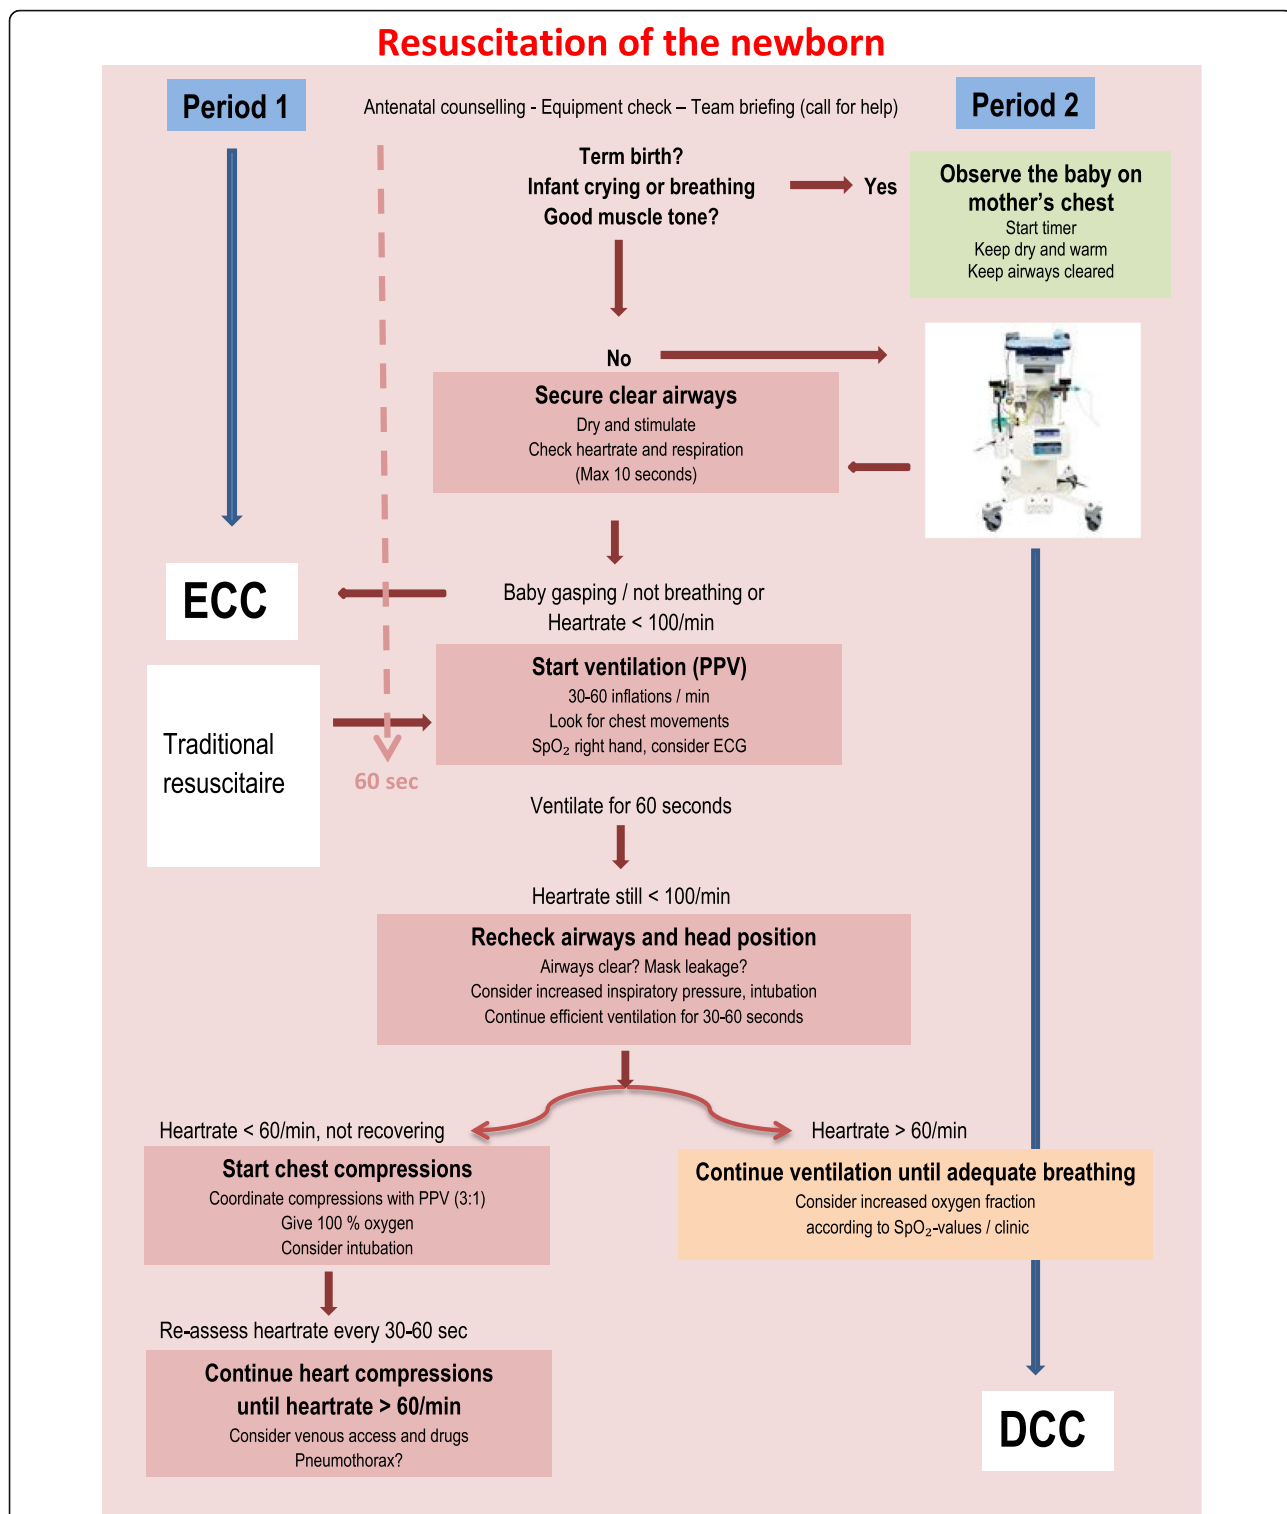 Resuscitation of the newborn
Period 1
Antenatal counselling - Equipment check – Team briefing (call for help)
Period 2
Term birth?
Infant crying or breathing
Good muscle tone?
Yes
Observe the baby on
mother's chest
Start timer
Keep dry and warm
Keep airways cleared
No
Secure clear airways
Dry and stimulate
Check heartrate and respiration
(Max 10 seconds)
ECC
Baby gasping / not breathing or
Heartrate < 100/min
Start ventilation (PPV)
30-60 inflations / min
Look for chest movements
SpO₂ right hand, consider ECG
Traditional
resuscitaire
60 sec
Ventilate for 60 seconds
Heartrate still < 100/min
Recheck airways and head position
Airways clear? Mask leakage?
Consider increased inspiratory pressure, intubation
Continue efficient ventilation for 30-60 seconds
Heartrate < 60/min, not recovering
Start chest compressions
Coordinate compressions with PPV (3:1)
Give 100 % oxygen
Consider intubation
Heartrate > 60/min
Continue ventilation until adequate breathing
Consider increased oxygen fraction
according to SpO₂-values / clinic
Re-assess heartrate every 30-60 sec
Continue heart compressions
until heartrate > 60/min
Consider venous access and drugs
Pneumothorax?
DCC